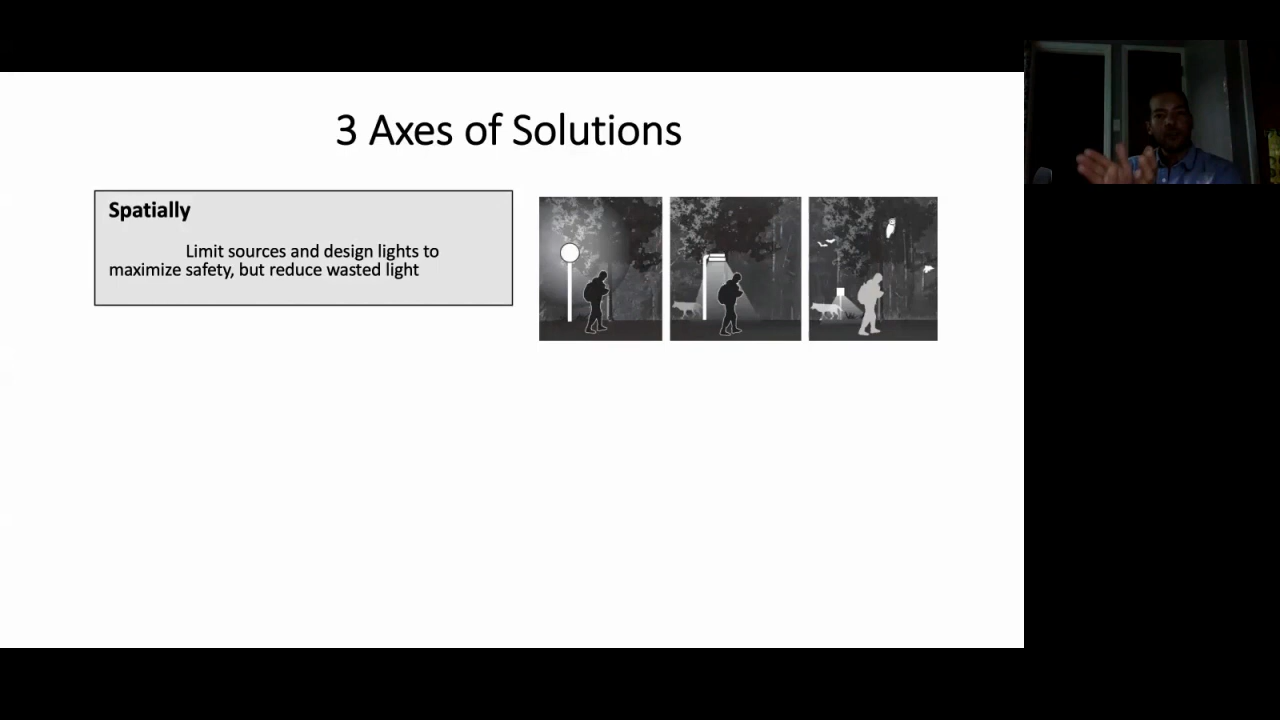 3 Axes of Solutions
Spatially
Limit sources and design lights to
maximize safety, but reduce wasted light